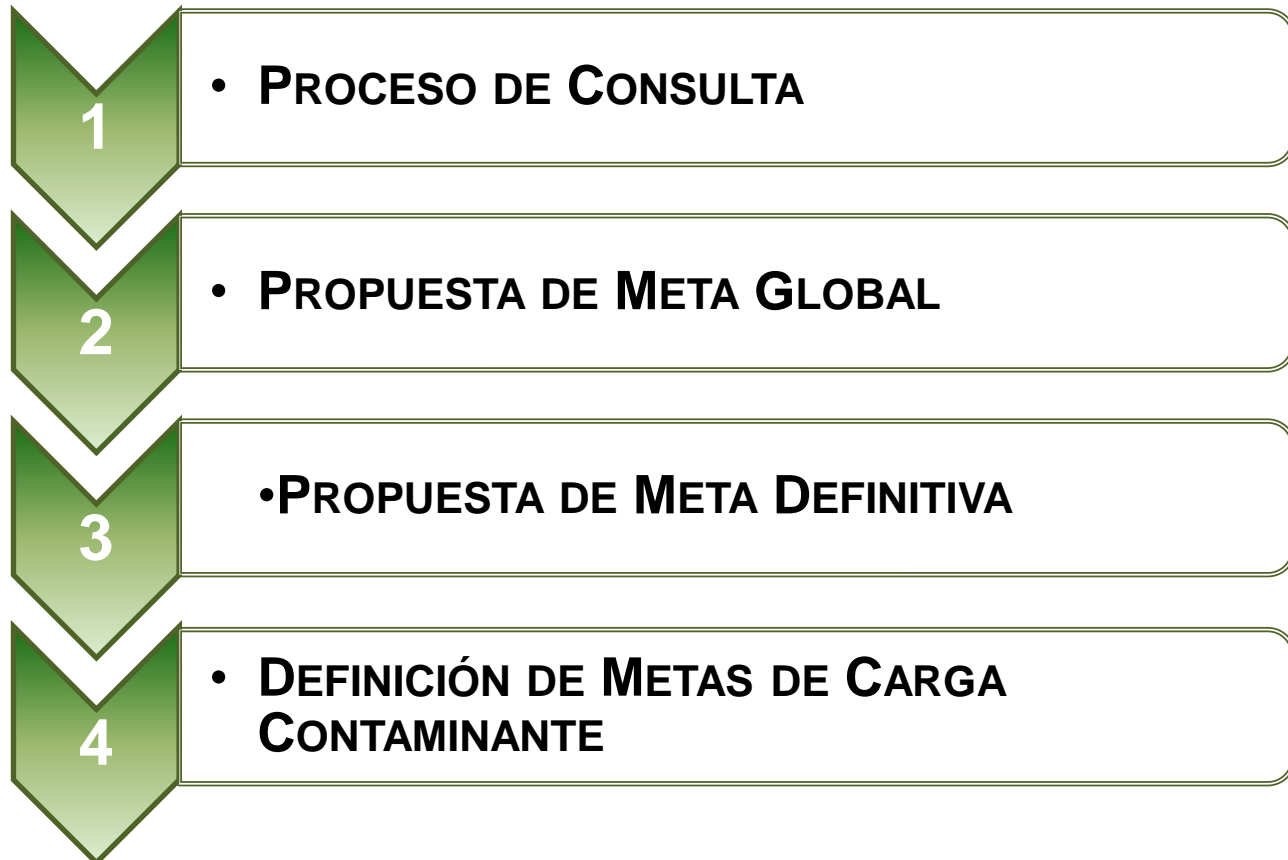 1
• PROCESO DE CONSULTA
2
• PROPUESTA DE META GLOBAL
3
•PROPUESTA DE META DEFINITIVA
4
• DEFINICIÓN DE METAS DE CARGA
CONTAMINANTE